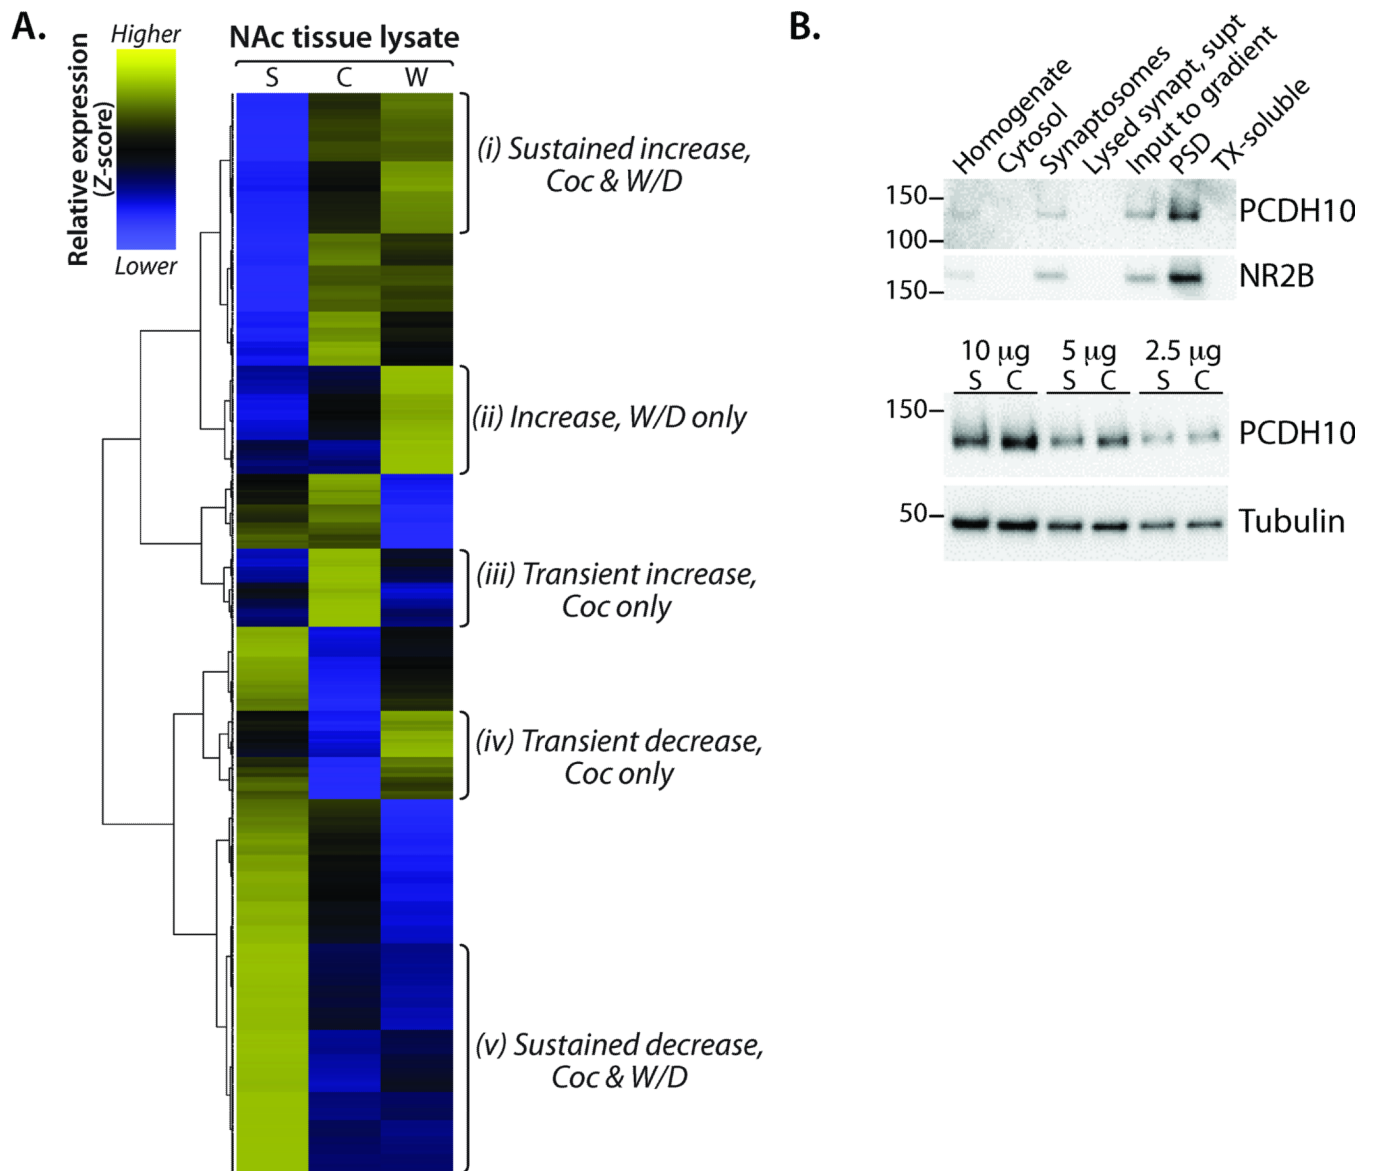 A.
Higher
Relative expression
(Z-score)
Lower
NAc tissue lysate
S C W
(i) Sustained increase,
Coc & W/D
(ii) Increase, W/D only
(iii) Transient increase,
Coc only
(iv) Transient decrease,
Coc only
(v) Sustained decrease,
Coc & W/D
B.
Homogenate
Cytosol
Synaptosomes
Lysed synapt, supt
Input to gradient
PSD
TX-soluble
150
PCDH10
100
NR2B
150
10 µg 5 µg 2.5 µg
S C S C S C
150
PCDH10
50
Tubulin